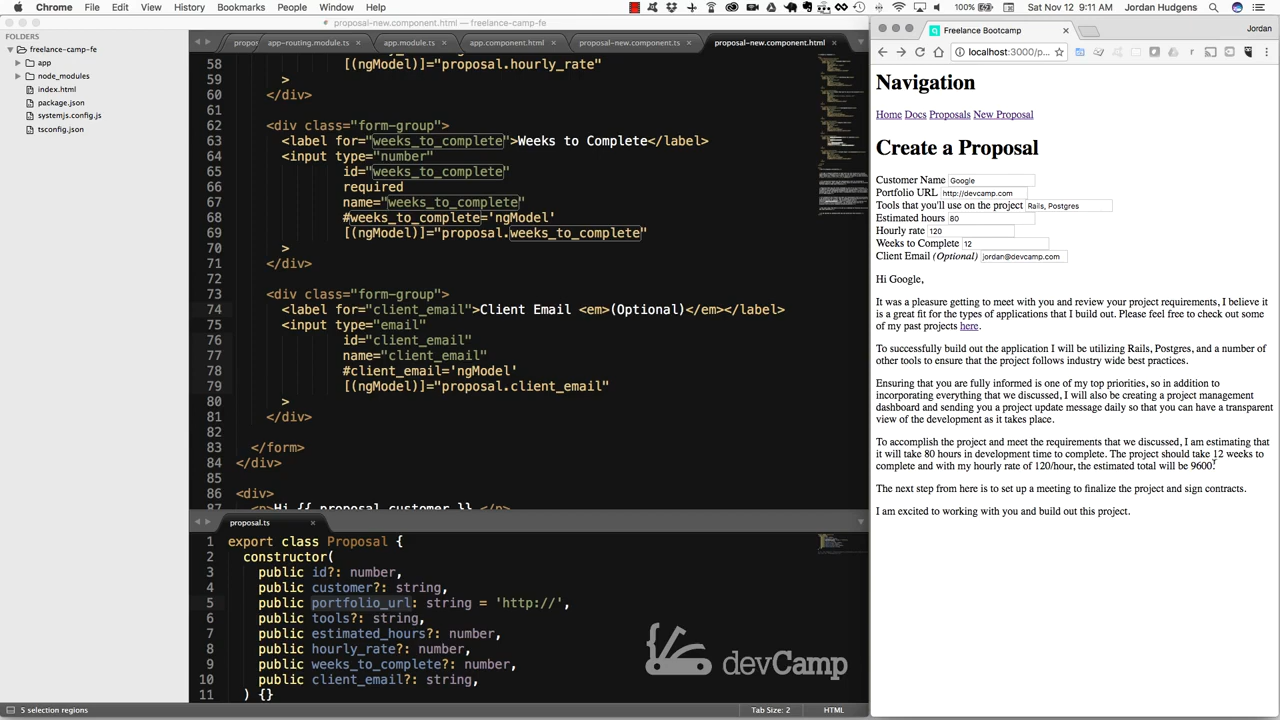 Chrome File Edit View History Bookmarks People Window Help
100% Sat Nov 12 9:11 AM Jordan Hudgens
proposal-new.component.html — freelance-camp-fe
FOLDERS
freelance-camp-fe
app
node_modules
index.html
package.json
systemjs.config.js
tsconfig.json
propos app-routing.module.ts app.module.ts app.component.html proposal-new.component.ts proposal-new.component.html
58 [(ngModel)]="proposal.hourly_rate"
59 >
60 </div>
61
62 <div class="form-group">
63 <label for="weeks_to_complete">Weeks to Complete</label>
64 <input type="number"
65 id="weeks_to_complete"
66 required
67 name="weeks_to_complete"
68 #weeks_to_complete='ngModel'
69 [(ngModel)]="proposal.weeks_to_complete"
70 >
71 </div>
72
73 <div class="form-group">
74 <label for="client_email">Client Email <em>(Optional)</em></label>
75 <input type="email"
76 id="client_email"
77 name="client_email"
78 #client_email='ngModel'
79 [(ngModel)]="proposal.client_email"
80 >
81 </div>
82
83 </form>
84 </div>
85
86 <div>
87 <p>Hi {{ proposal.customer }},</p>
proposal.ts
1 export class Proposal {
2 constructor(
3 public id?: number,
4 public customer?: string,
5 public portfolio_url: string = 'http://',
6 public tools?: string,
7 public estimated_hours?: number,
8 public hourly_rate?: number,
9 public weeks_to_complete?: number,
10 public client_email?: string,
11 ) {}
devCamp
5 selection regions Tab Size: 2 HTML
Freelance Bootcamp Jordan
localhost:3000/p
Navigation
Home Docs Proposals New Proposal
Create a Proposal
Customer Name Google
Portfolio URL http://devcamp.com
Tools that you'll use on the project Rails, Postgres
Estimated hours 80
Hourly rate 120
Weeks to Complete 12
Client Email (Optional) jordan@devcamp.com
Hi Google,
It was a pleasure getting to meet with you and review your project requirements, I believe it
is a great fit for the types of applications that I build out. Please feel free to check out some
of my past projects here.
To successfully build out the application I will be utilizing Rails, Postgres, and a number of
other tools to ensure that the project follows industry wide best practices.
Ensuring that you are fully informed is one of my top priorities, so in addition to
incorporating everything that we discussed, I will also be creating a project management
dashboard and sending you a project update message daily so that you can have a transparent
view of the development as it takes place.
To accomplish the project and meet the requirements that we discussed, I am estimating that
it will take 80 hours in development time to complete. The project should take 12 weeks to
complete and with my hourly rate of 120/hour, the estimated total will be 9600.
The next step from here is to set up a meeting to finalize the project and sign contracts.
I am excited to working with you and build out this project.